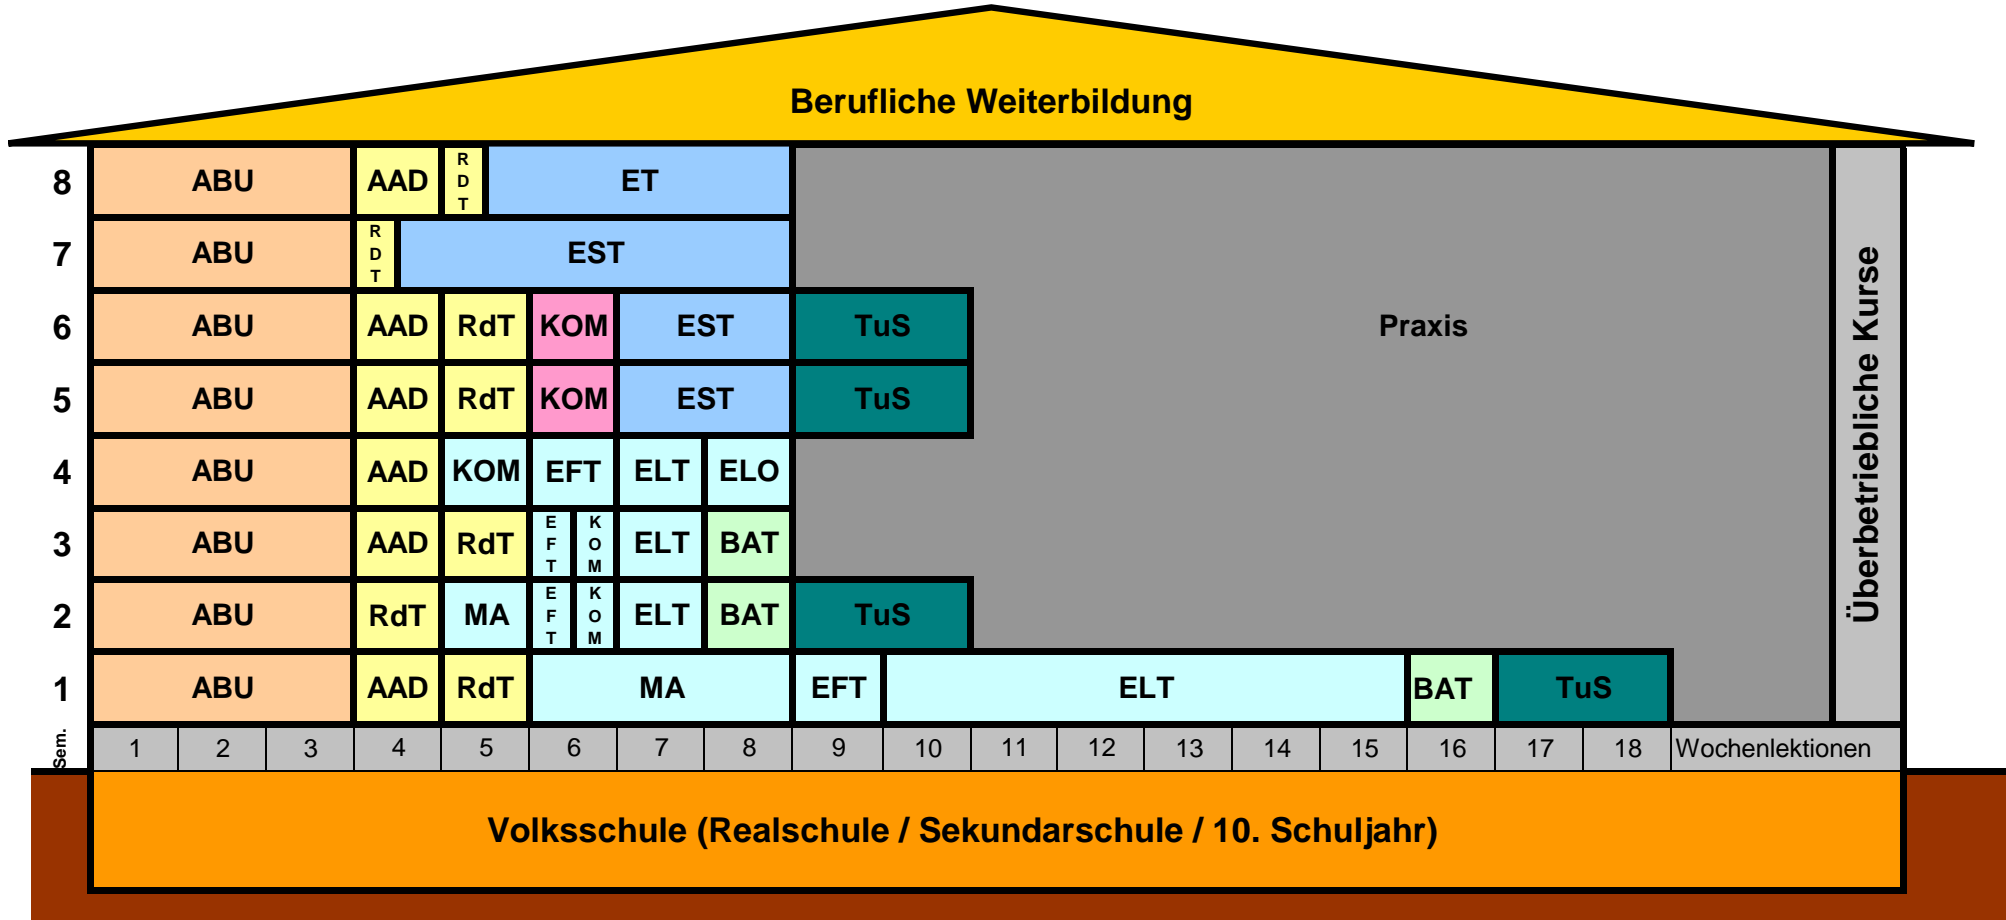 Berufliche Weiterbildung
8 ABU AAD RDT ET
7 ABU RDT EST
6 ABU AAD RdT KOM EST TuS Praxis
5 ABU AAD RdT KOM EST TuS
4 ABU AAD KOM EFT ELT ELO
3 ABU AAD RdT EFT KOM ELT BAT
2 ABU RdT MA EFT KOM ELT BAT TuS
1 ABU AAD RdT MA EFT ELT BAT TuS
Überbetriebliche Kurse
Sem. 1 2 3 4 5 6 7 8 9 10 11 12 13 14 15 16 17 18 Wochenlektionen
Volksschule (Realschule / Sekundarschule / 10. Schuljahr)